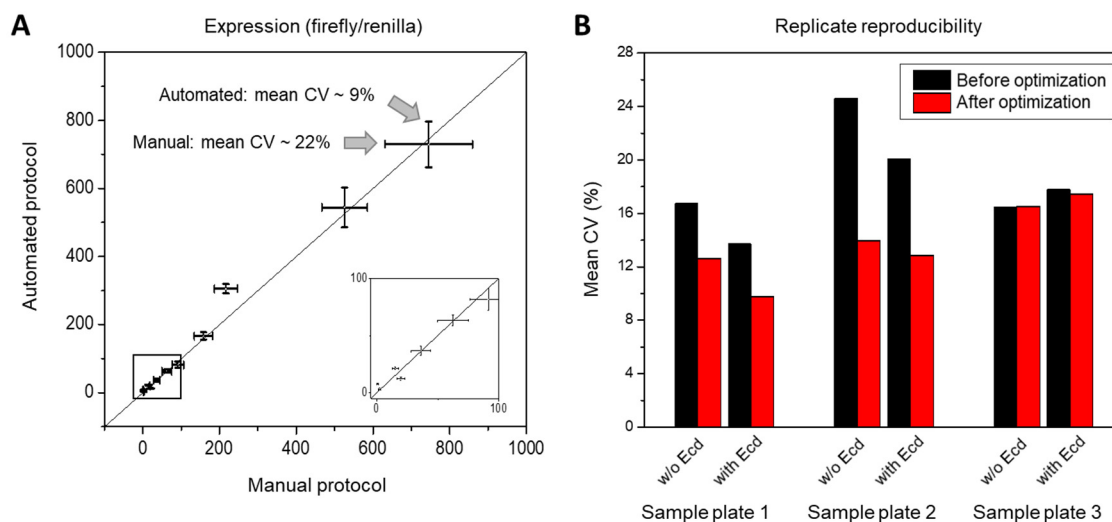 A
Expression (firefly/renilla)
1000
800
600
400
200
0
Automated protocol
Automated: mean CV ~ 9%
Manual: mean CV ~ 22%
100
0
0
100
0
200
400
600
800
1000
Manual protocol
B
Replicate reproducibility
28
24
20
16
12
8
4
0
Mean CV (%)
Before optimization
After optimization
w/o Ecd
with Ecd
w/o Ecd
with Ecd
w/o Ecd
with Ecd
Sample plate 1
Sample plate 2
Sample plate 3